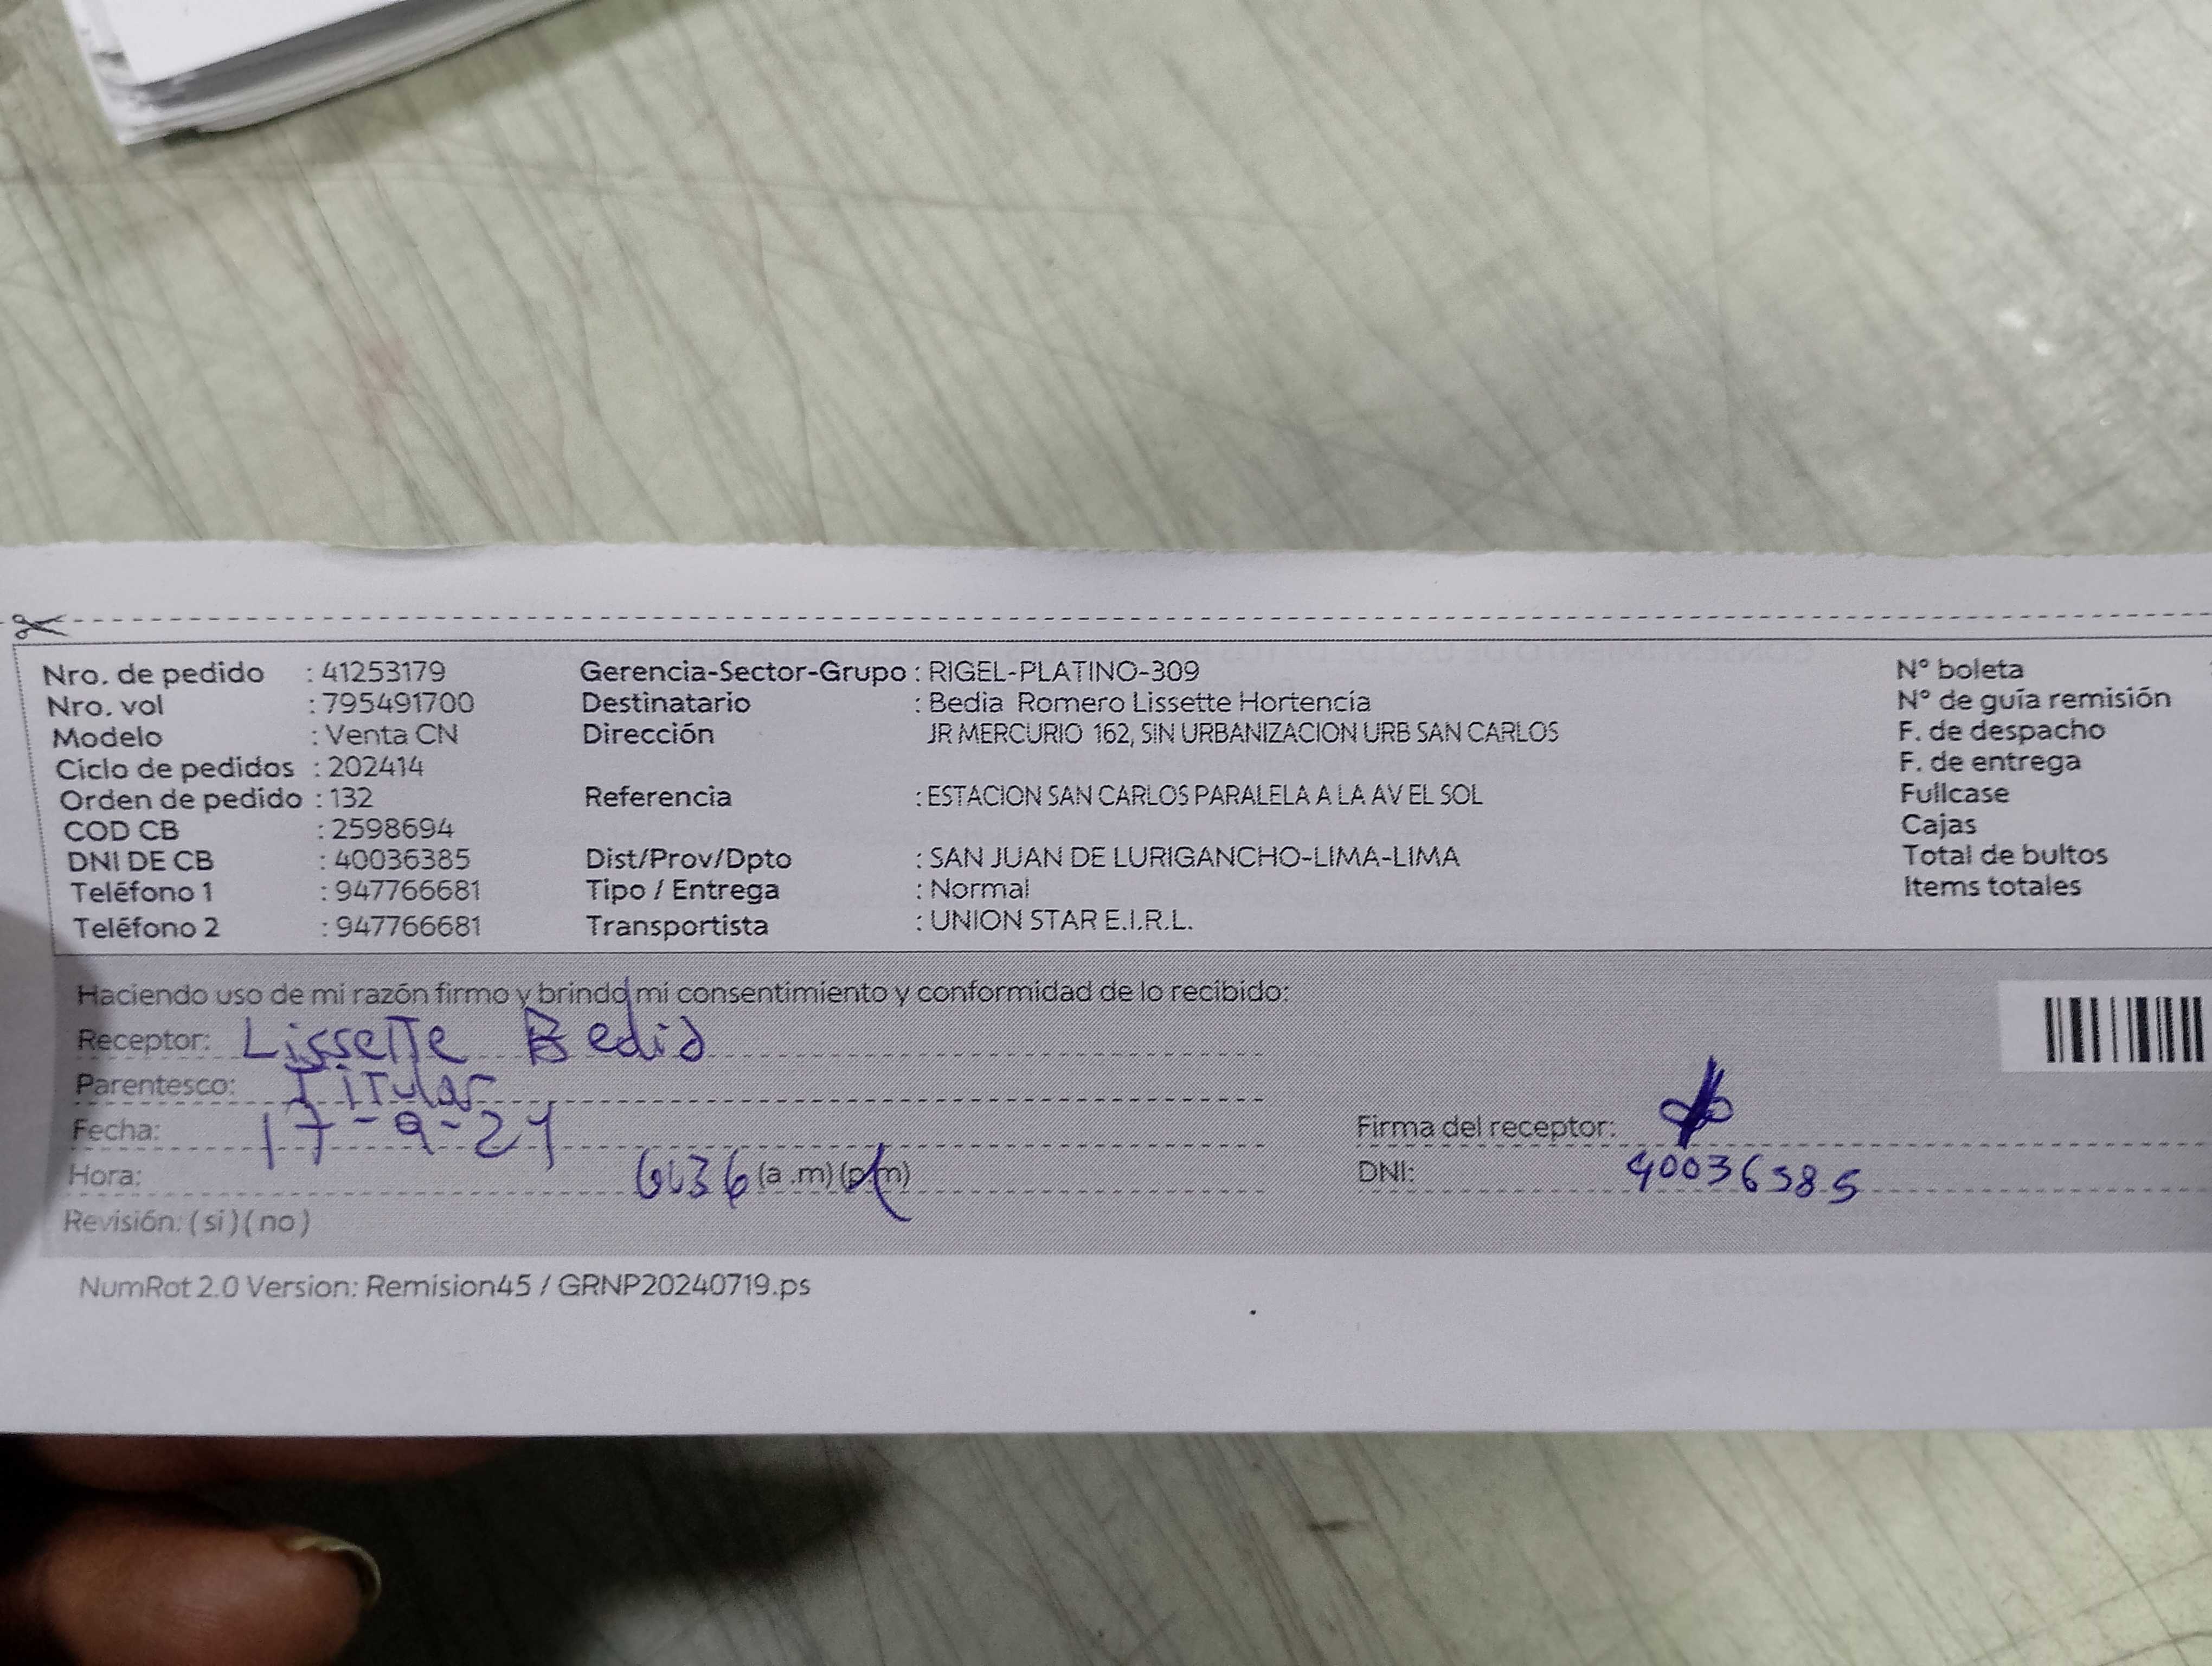 Nro. de pedido : 41253179 Gerencia-Sector-Grupo : RIGEL-PLATINO-309 N° boleta
Nro. vol : 795491700 Destinatario : Bedia Romero Lissette Hortencia N° de guía remisión
Modelo : Venta CN Dirección JR MERCURIO 162, SIN URBANIZACION URB SAN CARLOS F. de despacho
Ciclo de pedidos : 202414 F. de entrega
Orden de pedido : 132 Referencia : ESTACION SAN CARLOS PARALELA A LA AV EL SOL Fullcase
COD CB : 2598694 Cajas
DNI DE CB : 40036385 Dist/Prov/Dpto : SAN JUAN DE LURIGANCHO-LIMA-LIMA Total de bultos
Teléfono 1 : 947766681 Tipo / Entrega : Normal Items totales
Teléfono 2 : 947766681 Transportista : UNION STAR E.I.R.L.
Haciendo uso de mi razón firmo y brindo mi consentimiento y conformidad de lo recibido:
Receptor: Lissette Bedia
Parentesco: Titular
Fecha: 17-9-24 Firma del receptor:
Hora: (a .m) (p.m) DNI: 40036385
Revisión: ( si ) ( no )
NumRot 2.0 Version: Remision45 / GRNP20240719.ps